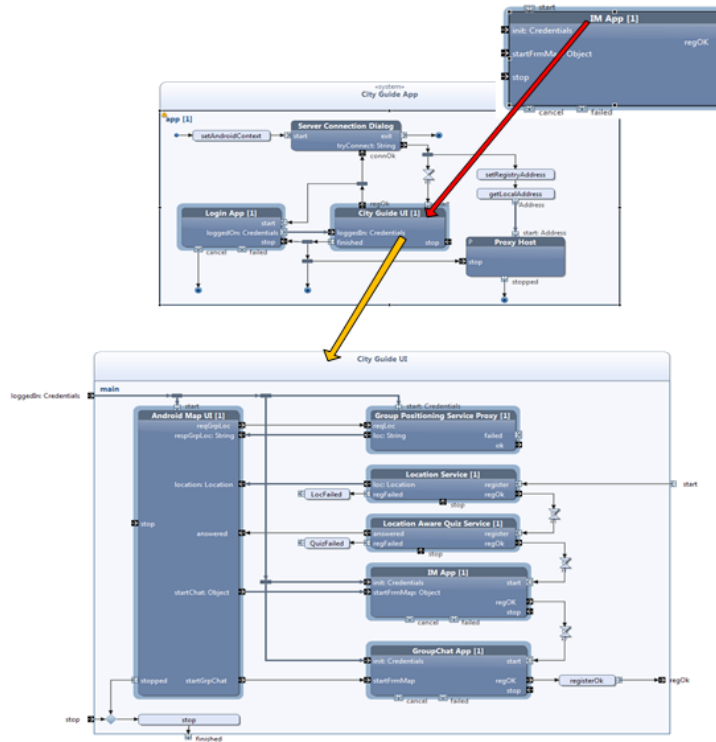 start
IM App [1]
init: Credentials
regOK
startFrmMap: Object
stop
cancel failed
«system»
City Guide App
app [1]
Server Connection Dialog
setAndroidContext
start exit
tryConnect: String
connOk
setRegistryAddress
getLocalAddress
Address
regOk
Login App [1]
City Guide UI [1]
start
loggedOn: Credentials
loggedIn: Credentials
start: Address
stop
finished stop
Proxy Host
cancel failed
stop
stopped
City Guide UI
main
loggedIn: Credentials
start
start: Credentials
Android Map UI [1]
Group Positioning Service Proxy [1]
reqGrpLoc
reqLoc
respGrpLoc: String
loc: String
failed
ok
Location Service [1]
location: Location
loc: Location register
start
LocFailed
regFailed regOk
stop
stop
Location Aware Quiz Service [1]
answered
answered register
QuizFailed
regFailed regOk
stop
IM App [1]
init: Credentials start
startChat: Object
startFrmMap: Object
regOK
stop
cancel failed
GroupChat App [1]
init: Credentials start
stopped startGrpChat
startFrmMap regOK
registerOk
regOk
stop
cancel failed
stop
stop
finished